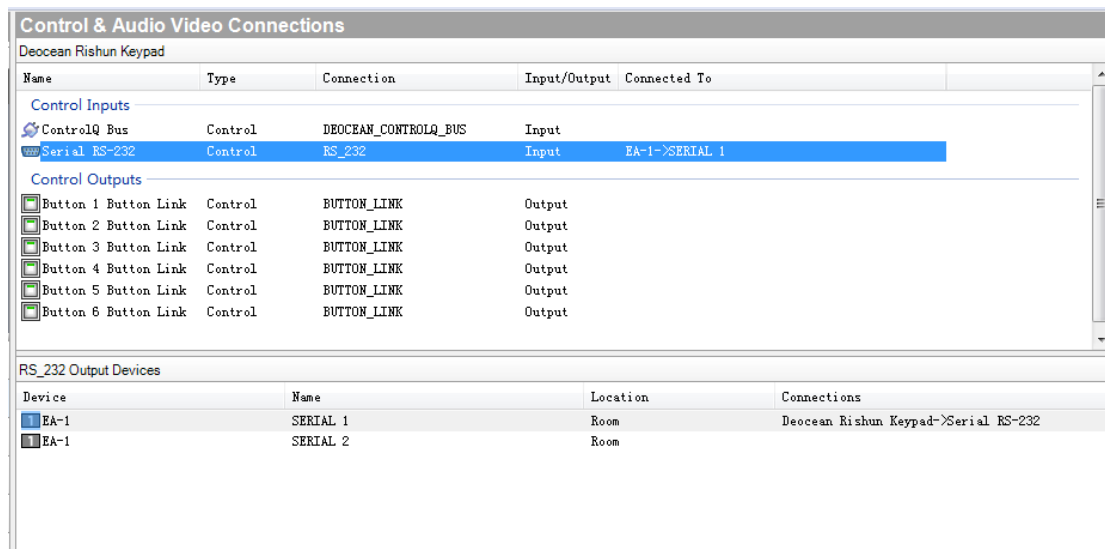 Control & Audio Video Connections
Deocean Rishun Keypad
Name Type Connection Input/Output Connected To
Control Inputs
ControlQ Bus Control DEOCEAN_CONTROLQ_BUS Input
Serial RS-232 Control RS_232 Input EA-1->SERIAL 1
Control Outputs
Button 1 Button Link Control BUTTON_LINK Output
Button 2 Button Link Control BUTTON_LINK Output
Button 3 Button Link Control BUTTON_LINK Output
Button 4 Button Link Control BUTTON_LINK Output
Button 5 Button Link Control BUTTON_LINK Output
Button 6 Button Link Control BUTTON_LINK Output
RS_232 Output Devices
Device Name Location Connections
1 EA-1 SERIAL 1 Room Deocean Rishun Keypad->Serial RS-232
1 EA-1 SERIAL 2 Room